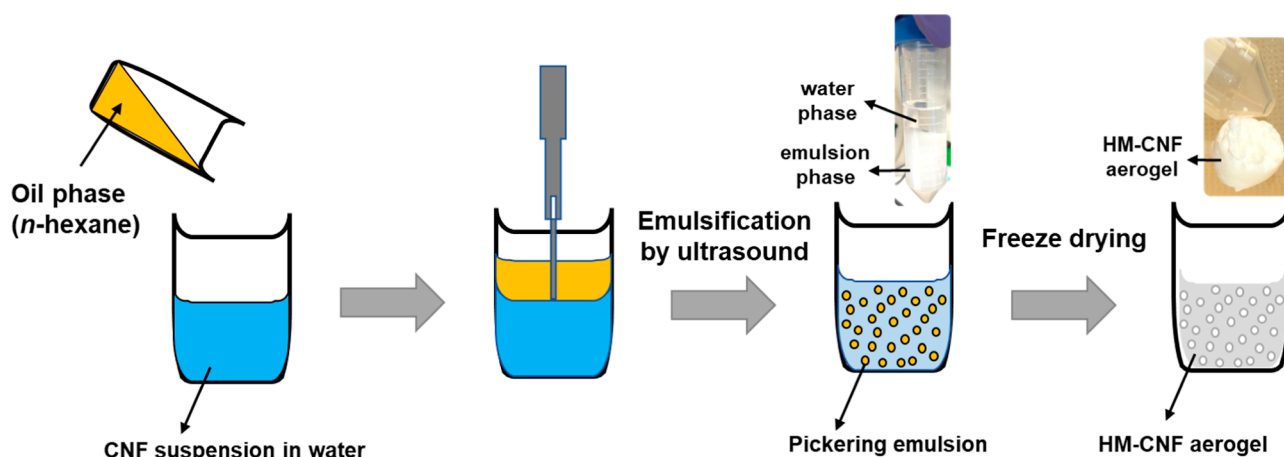 Oil phase
(n-hexane)
CNF suspension in water
Emulsification
by ultrasound
water
phase
emulsion
phase
Pickering emulsion
Freeze drying
HM-CNF
aerogel
HM-CNF aerogel